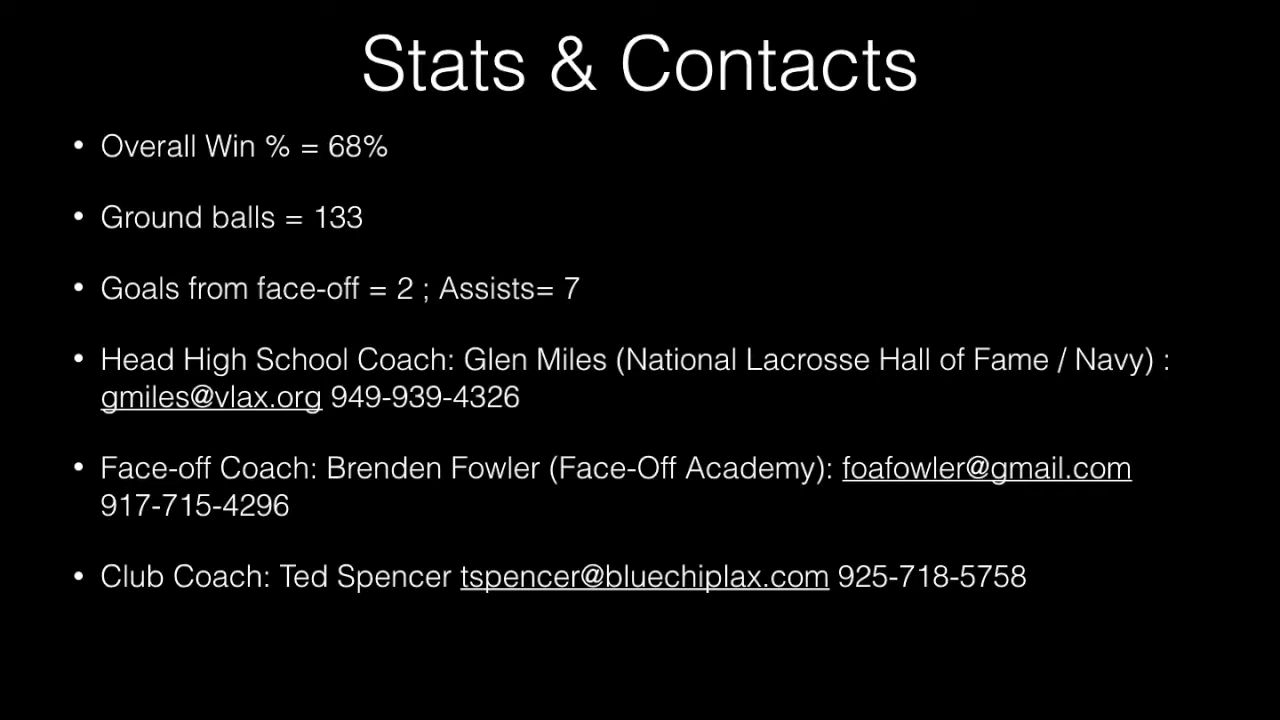 Stats & Contacts
• Overall Win % = 68%
• Ground balls = 133
• Goals from face-off = 2 ; Assists= 7
• Head High School Coach: Glen Miles (National Lacrosse Hall of Fame / Navy) :
gmiles@vlax.org 949-939-4326
• Face-off Coach: Brenden Fowler (Face-Off Academy): foafowler@gmail.com
917-715-4296
• Club Coach: Ted Spencer tspencer@bluechiplax.com 925-718-5758